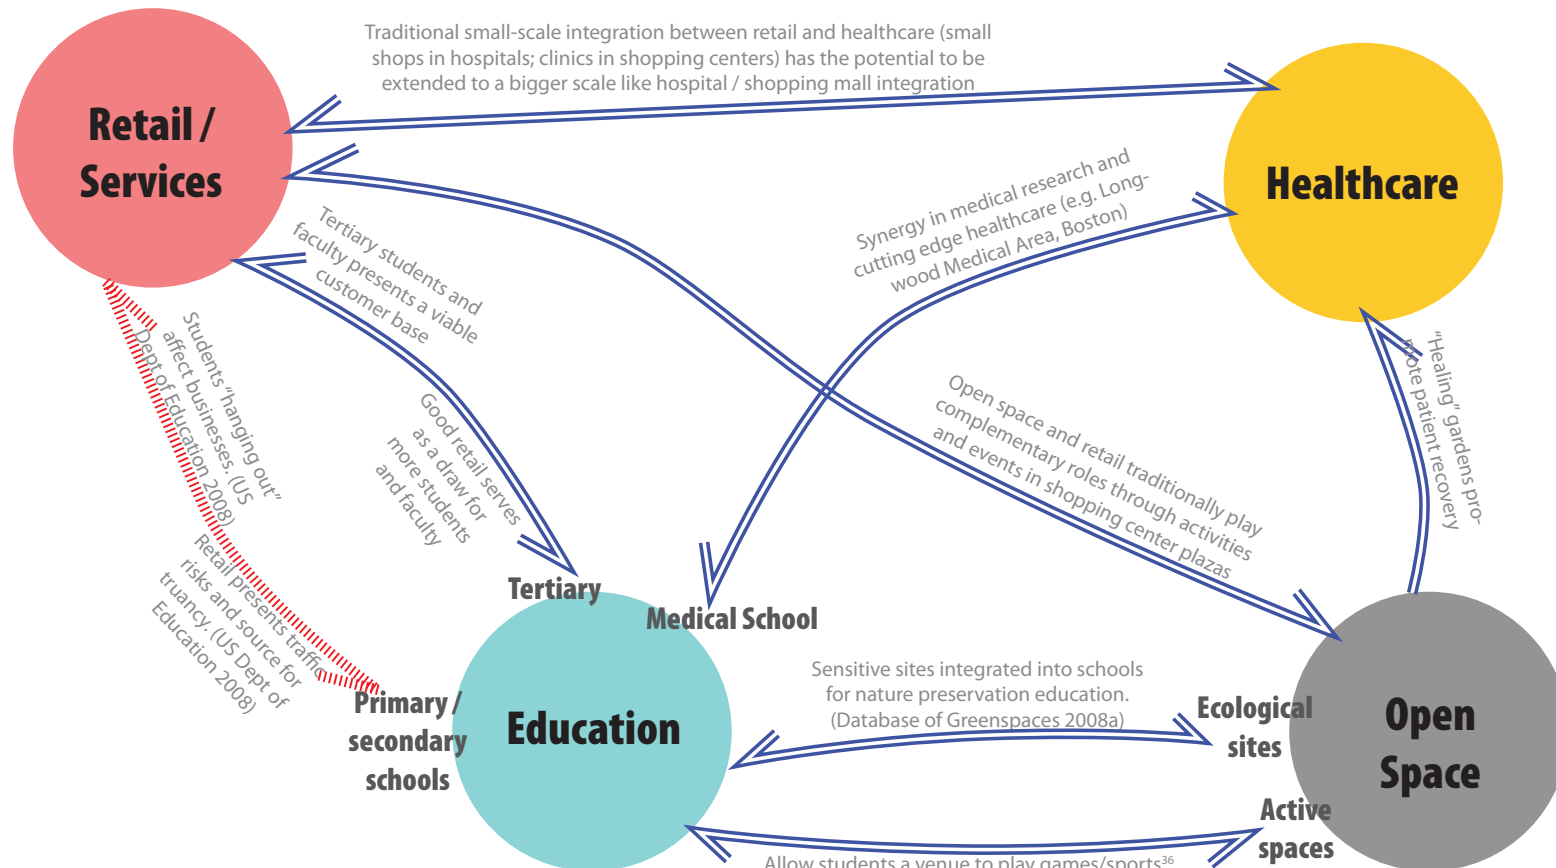 Traditional small-scale integration between retail and healthcare (small
shops in hospitals; clinics in shopping centers) has the potential to be
extended to a bigger scale like hospital / shopping mall integration
Retail /
Services
Healthcare
Synergy in medical research and
cutting edge healthcare (e.g. Long-
wood Medical Area, Boston)
Tertiary students and
faculty presents a viable
customer base
Students "hanging out"
affect businesses. (US
Dept of Education 2008)
Good retail serves
as a draw for
more students
and faculty
Open space and retail traditionally play
complementary roles through activities
and events in shopping center plazas
"Healing" gardens pro-
mote patient recovery
Retail presents traffic
risks and source for
truancy. (US Dept of
Education 2008)
Tertiary
Medical School
Primary /
secondary
schools
Education
Sensitive sites integrated into schools
for nature preservation education.
(Database of Greenspaces 2008a)
Ecological
sites
Open
Space
Active
spaces
Allow students a venue to play games/sports³⁶